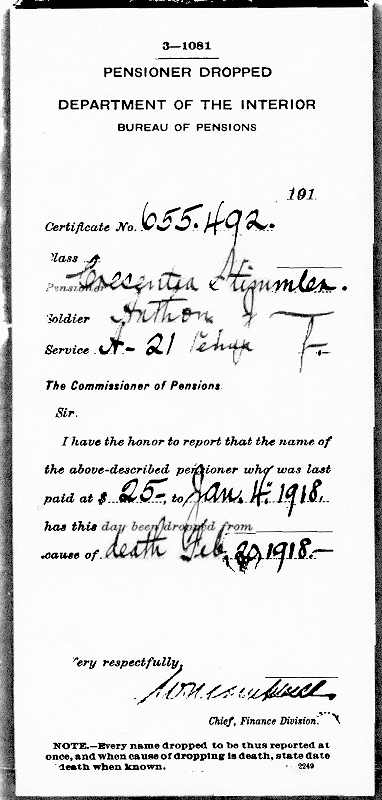 3—1081
PENSIONER DROPPED
DEPARTMENT OF THE INTERIOR
BUREAU OF PENSIONS
191
Certificate No. 655.492.
Class
Pensioner Crescentia Stigumler.
Soldier Anthon
Service A-21
The Commissioner of Pensions
Sir.
I have the honor to report that the name of
the above-described pensioner who was last
paid at $ 25-, to Jan. 4. 1918.
has this day been dropped from
cause of death Feb. 20, 1918.—
Very respectfully,
Chief, Finance Division.
NOTE.—Every name dropped to be thus reported at
once, and when cause of dropping is death, state date
death when known.
2249